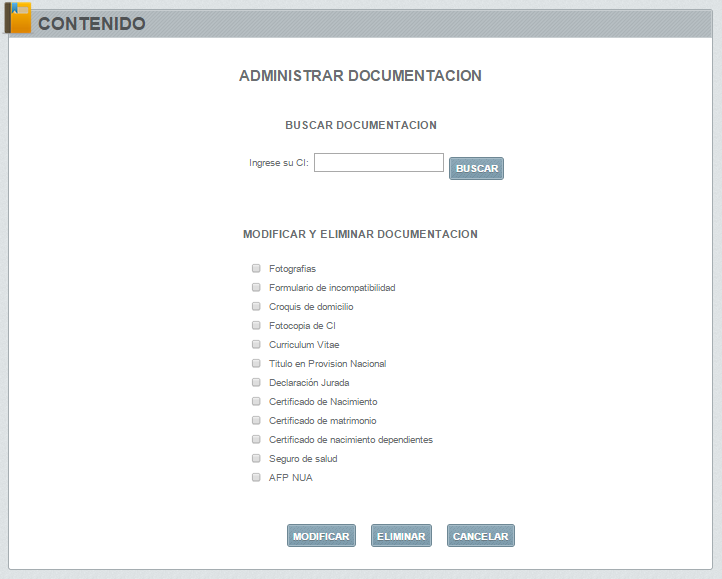 CONTENIDO
ADMINISTRAR DOCUMENTACION
BUSCAR DOCUMENTACION
Ingrese su CI: BUSCAR
MODIFICAR Y ELIMINAR DOCUMENTACION
Fotografias
Formulario de incompatibilidad
Croquis de domicilio
Fotocopia de CI
Curriculum Vitae
Titulo en Provision Nacional
Declaración Jurada
Certificado de Nacimiento
Certificado de matrimonio
Certificado de nacimiento dependientes
Seguro de salud
AFP NUA
MODIFICAR ELIMINAR CANCELAR